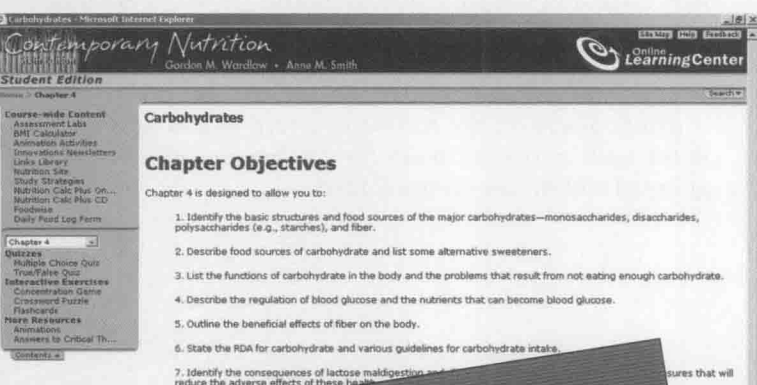 Carbohydrates - Microsoft Internet Explorer
Contemporary Nutrition
Gordon M. Wardlaw • Anne M. Smith
Site Map Help Feedback
Online
LearningCenter
Student Edition
Home > Chapter 4
Search
Course-wide Content
Assessment Labs
BMI Calculator
Animation Activities
Innovations Newsletters
Links Library
Nutrition Site
Study Strategies
Nutrition Calc Plus On...
Nutrition Calc Plus CD
Foodwise
Daily Food Log Form
Chapter 4
Quizzes
Multiple Choice Quiz
True/False Quiz
Interactive Exercises
Concentration Game
Crossword Puzzle
Flashcards
More Resources
Animations
Answers to Critical Th...
Contents
Carbohydrates
Chapter Objectives
Chapter 4 is designed to allow you to:
1. Identify the basic structures and food sources of the major carbohydrates—monosaccharides, disaccharides,
polysaccharides (e.g., starches), and fiber.
2. Describe food sources of carbohydrate and list some alternative sweeteners.
3. List the functions of carbohydrate in the body and the problems that result from not eating enough carbohydrate.
4. Describe the regulation of blood glucose and the nutrients that can become blood glucose.
5. Outline the beneficial effects of fiber on the body.
6. State the RDA for carbohydrate and various guidelines for carbohydrate intake.
7. Identify the consequences of lactose maldigestion that will
reduce the adverse effects of these